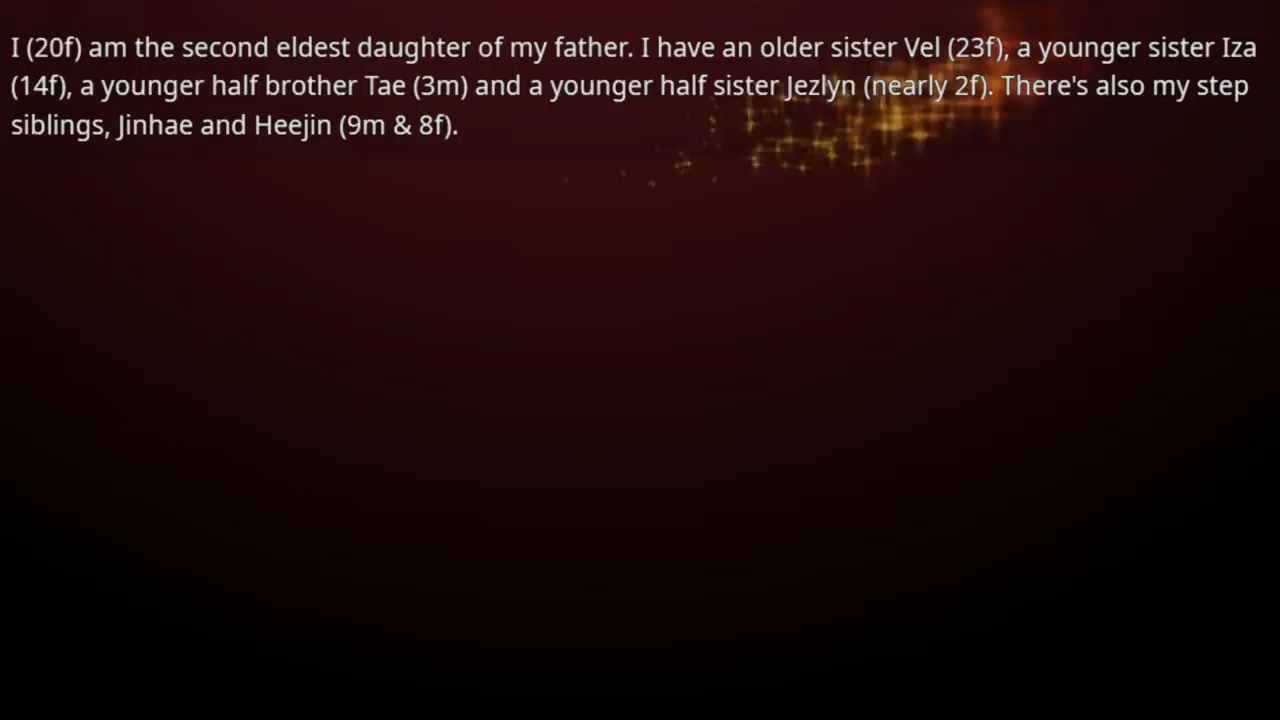 I (20f) am the second eldest daughter of my father. I have an older sister Vel (23f), a younger sister Iza
(14f), a younger half brother Tae (3m) and a younger half sister Jezlyn (nearly 2f). There's also my step
siblings, Jinhae and Heejin (9m & 8f).